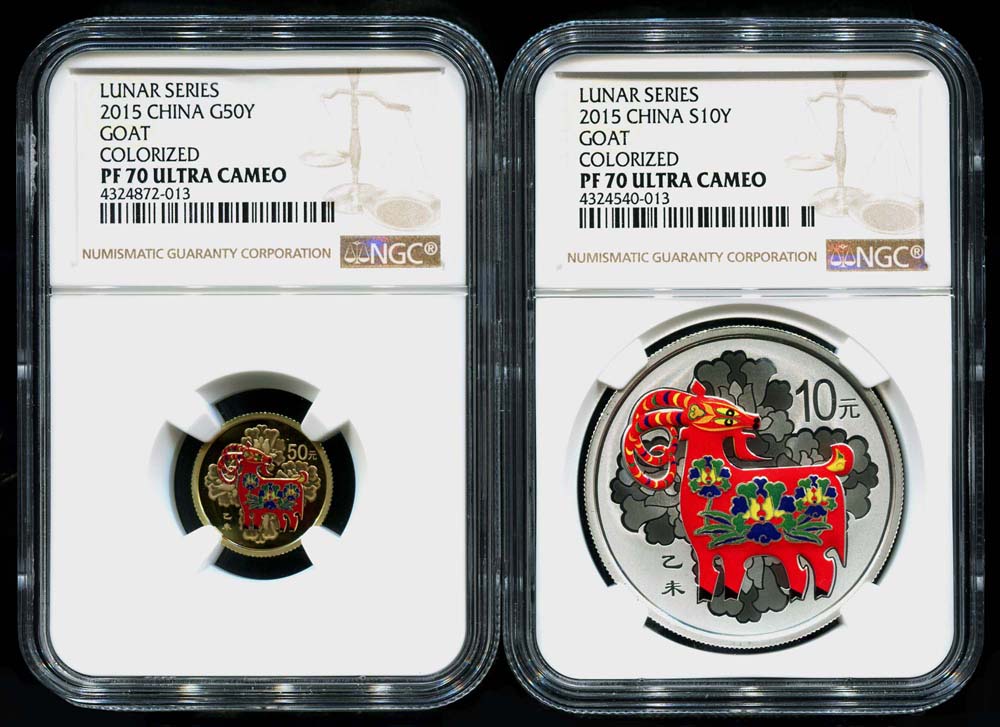 LUNAR SERIES
2015 CHINA G50Y
GOAT
COLORIZED
PF 70 ULTRA CAMEO
4324872-013
NUMISMATIC GUARANTY CORPORATION
NGC®
50元
乙未
LUNAR SERIES
2015 CHINA S10Y
GOAT
COLORIZED
PF 70 ULTRA CAMEO
4324540-013
NUMISMATIC GUARANTY CORPORATION
NGC®
10元
乙
未